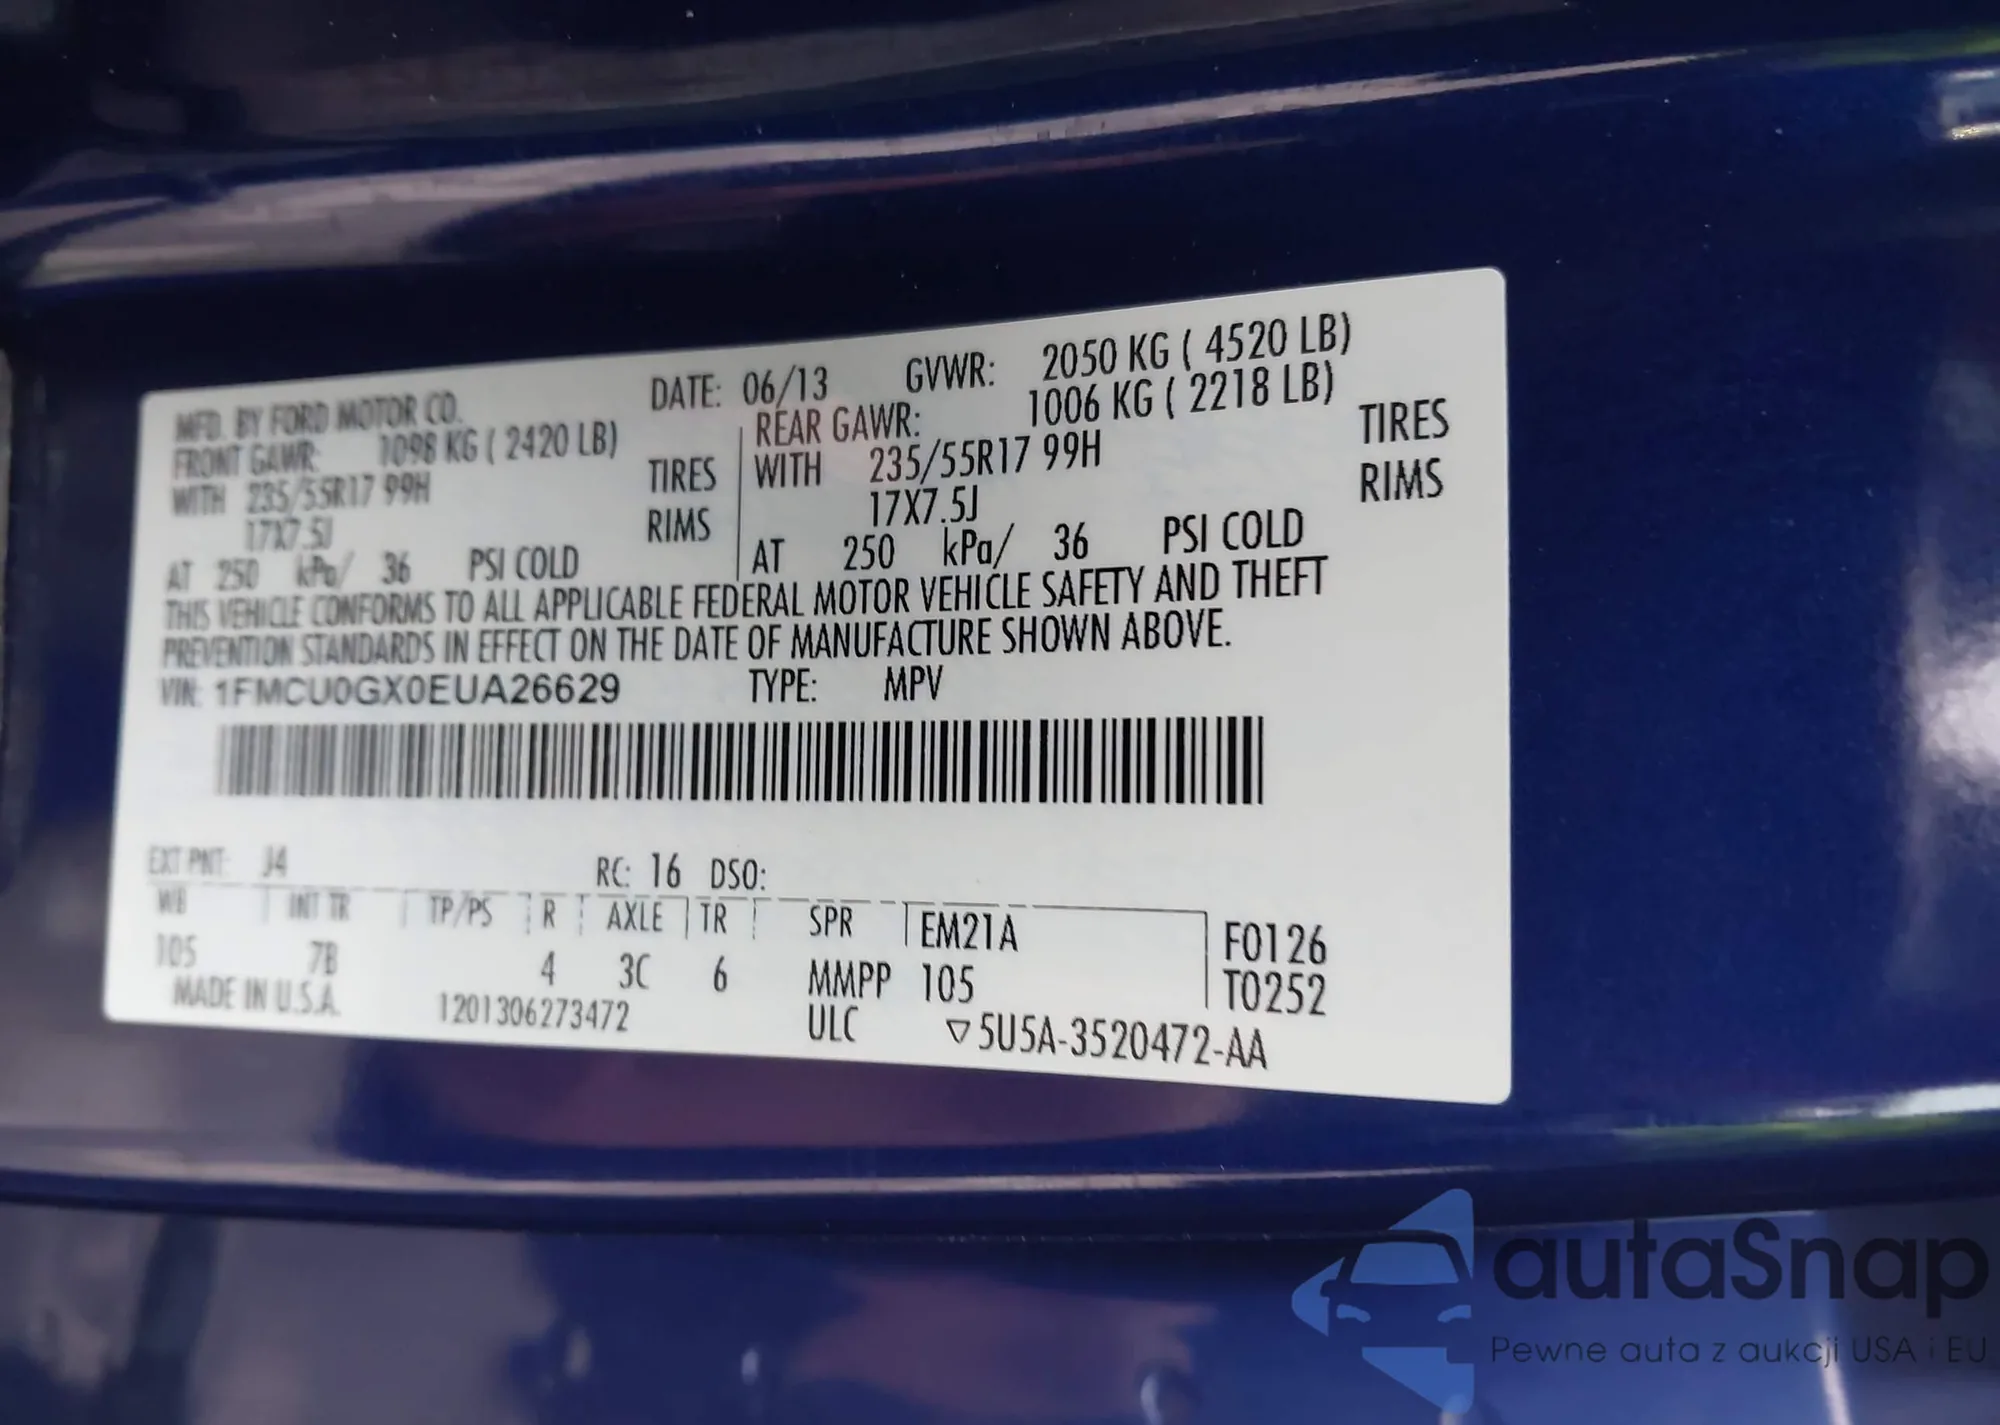 MFD. BY FORD MOTOR CO. DATE: 06/13 GVWR: 2050 KG ( 4520 LB)
FRONT GAWR: 1098 KG ( 2420 LB) REAR GAWR: 1006 KG ( 2218 LB)
WITH 235/55R17 99H TIRES WITH 235/55R17 99H TIRES
17X7.5J RIMS 17X7.5J RIMS
AT 250 kPa/ 36 PSI COLD AT 250 kPa/ 36 PSI COLD
THIS VEHICLE CONFORMS TO ALL APPLICABLE FEDERAL MOTOR VEHICLE SAFETY AND THEFT
PREVENTION STANDARDS IN EFFECT ON THE DATE OF MANUFACTURE SHOWN ABOVE.
VIN: 1FMCU0GX0EUA26629 TYPE: MPV
EXT PNT: J4 RC: 16 DSO:
WB INT TR TP/PS R AXLE TR SPR EM21A F0126
105 7B 4 3C 6 MMPP 105 T0252
MADE IN U.S.A. 1201306273472 ULC ▽5U5A-3520472-AA
autaSnap
Pewne auta z aukcji USA i EU